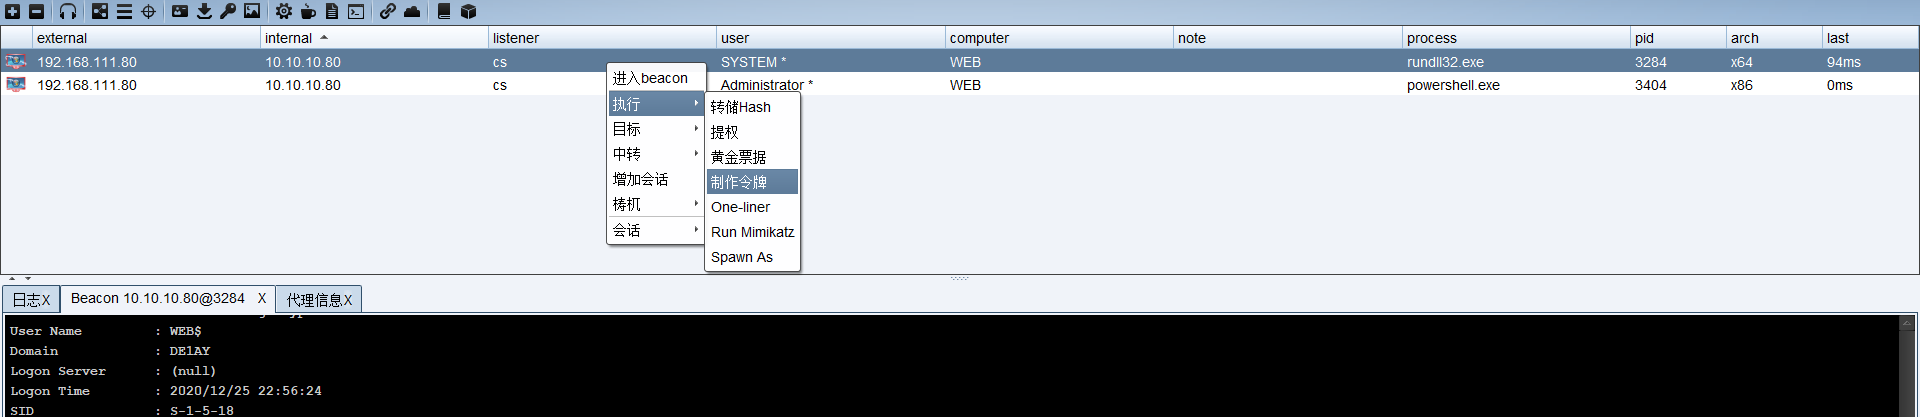 external internal listener user computer note process pid arch last
192.168.111.80 10.10.10.80 cs SYSTEM * WEB rundll32.exe 3284 x64 94ms
192.168.111.80 10.10.10.80 cs Administrator * WEB powershell.exe 3404 x86 0ms
进入beacon
执行
目标
中转
增加会话
梼杌
会话
转储Hash
提权
黄金票据
制作令牌
One-liner
Run Mimikatz
Spawn As
日志X Beacon 10.10.10.80@3284 X 代理信息X
User Name : WEB$
Domain : DE1AY
Logon Server : (null)
Logon Time : 2020/12/25 22:56:24
SID : S-1-5-18